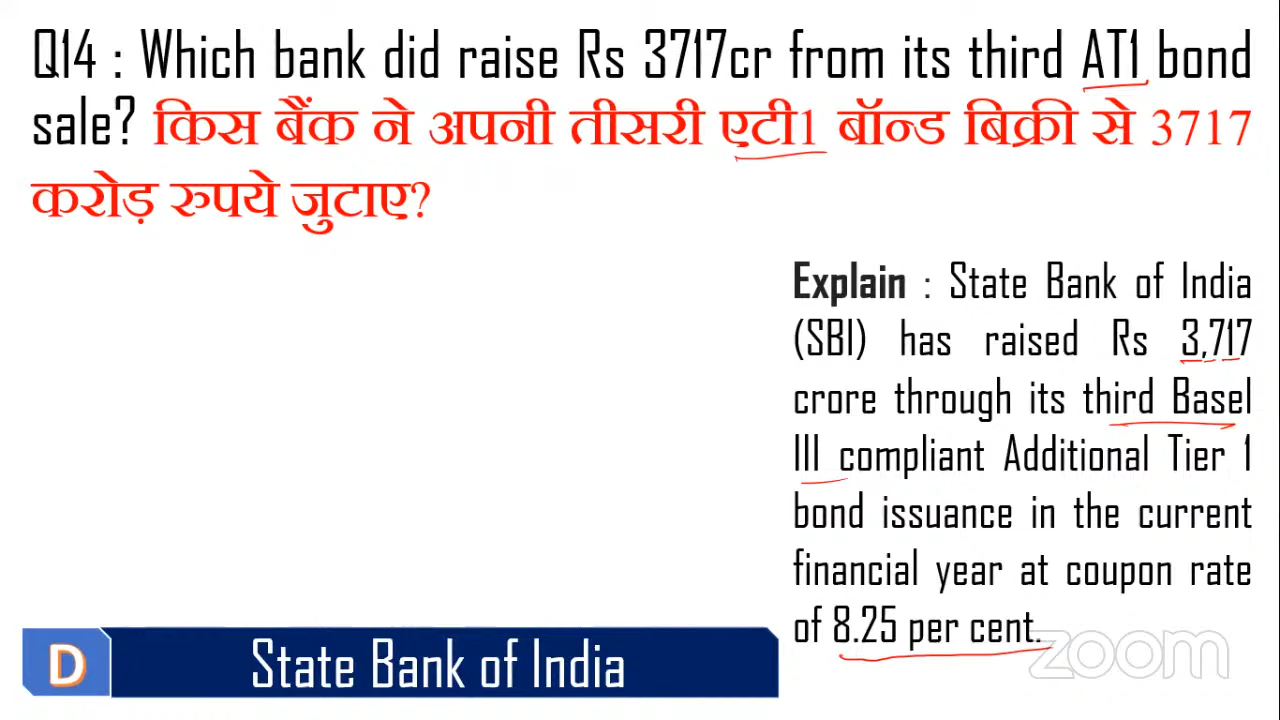 Q14 : Which bank did raise Rs 3717cr from its third AT1 bond
sale? किस बैंक ने अपनी तीसरी एटी1 बॉन्ड बिक्री से 3717
करोड़ रुपये जुटाए?
Explain : State Bank of India
(SBI) has raised Rs 3,717
crore through its third Basel
III compliant Additional Tier 1
bond issuance in the current
financial year at coupon rate
of 8.25 per cent.
zoom
D State Bank of India